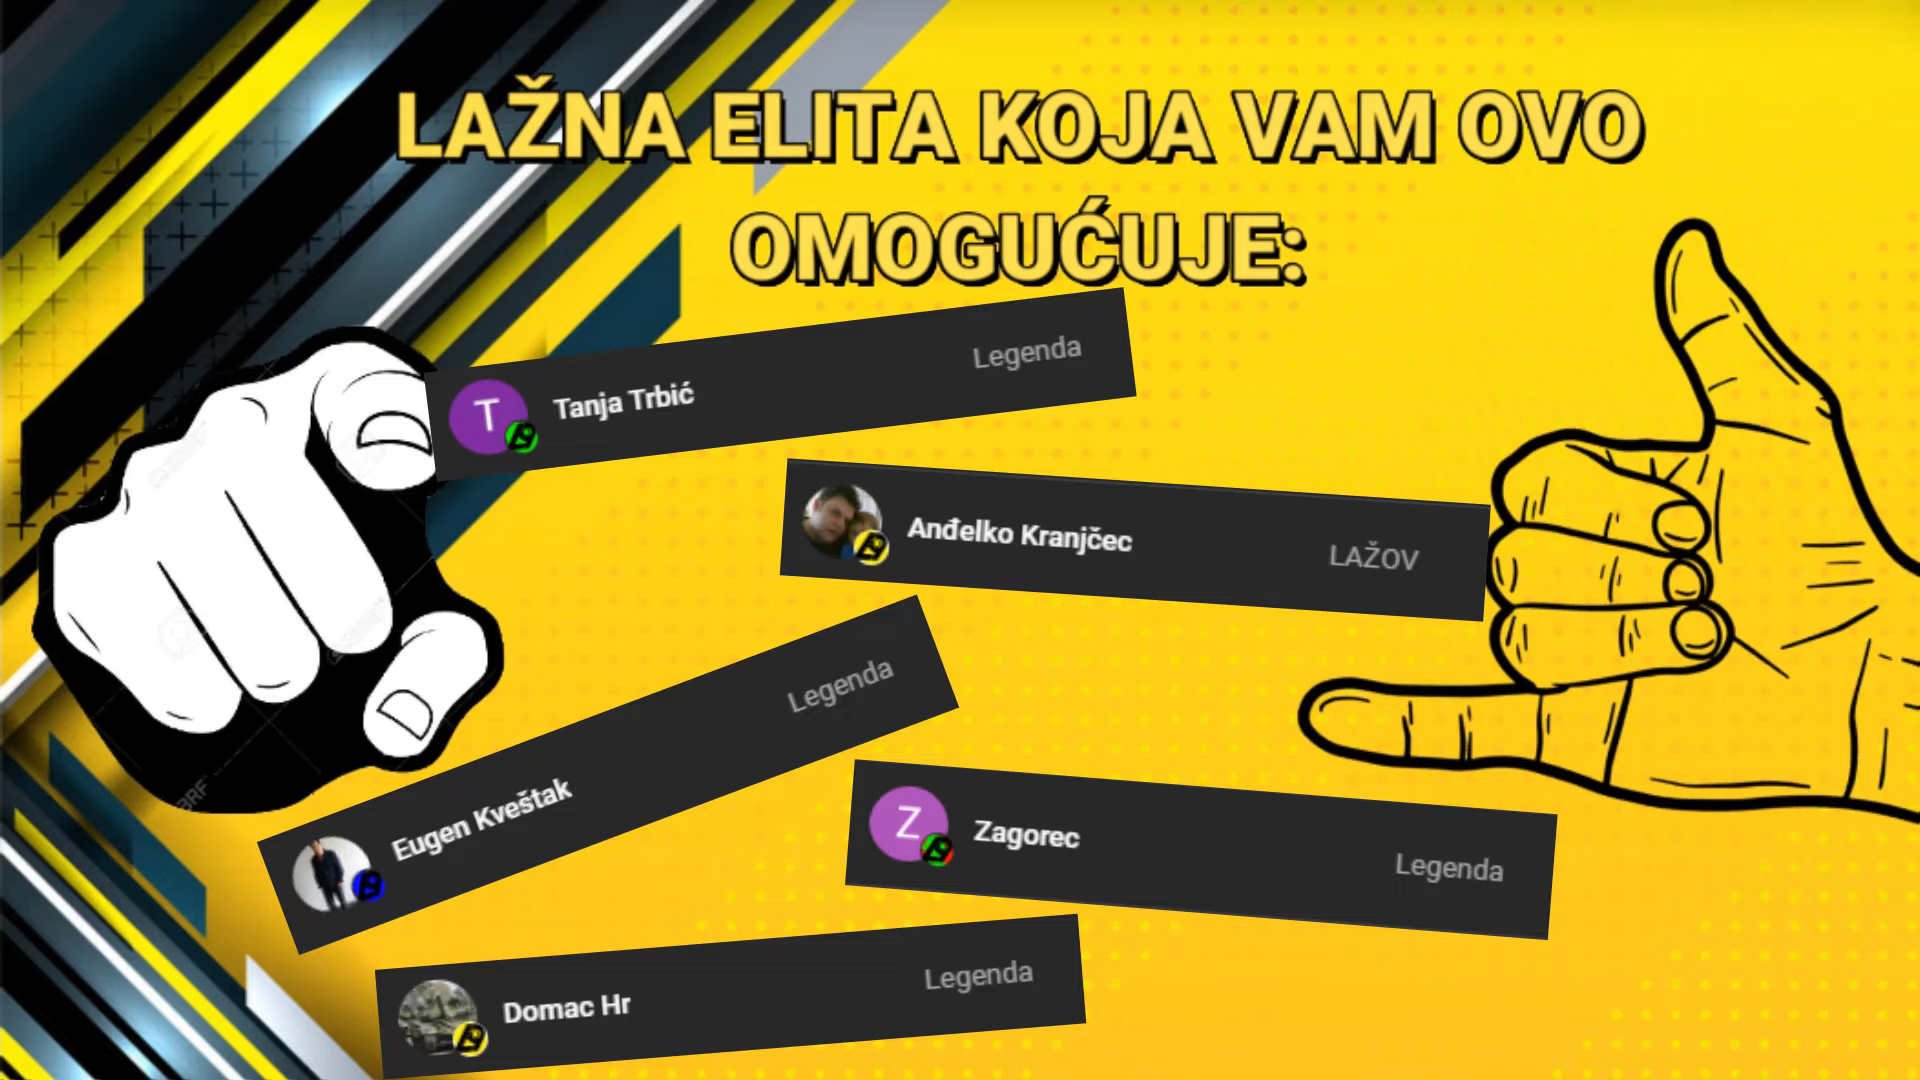 LAŽNA ELITA KOJA VAM OVO
OMOGUĆUJE:
T Tanja Trbić Legenda
Anđelko Kranjčec LAŽOV
Eugen Kveštak Legenda
Z Zagorec Legenda
Domac Hr Legenda